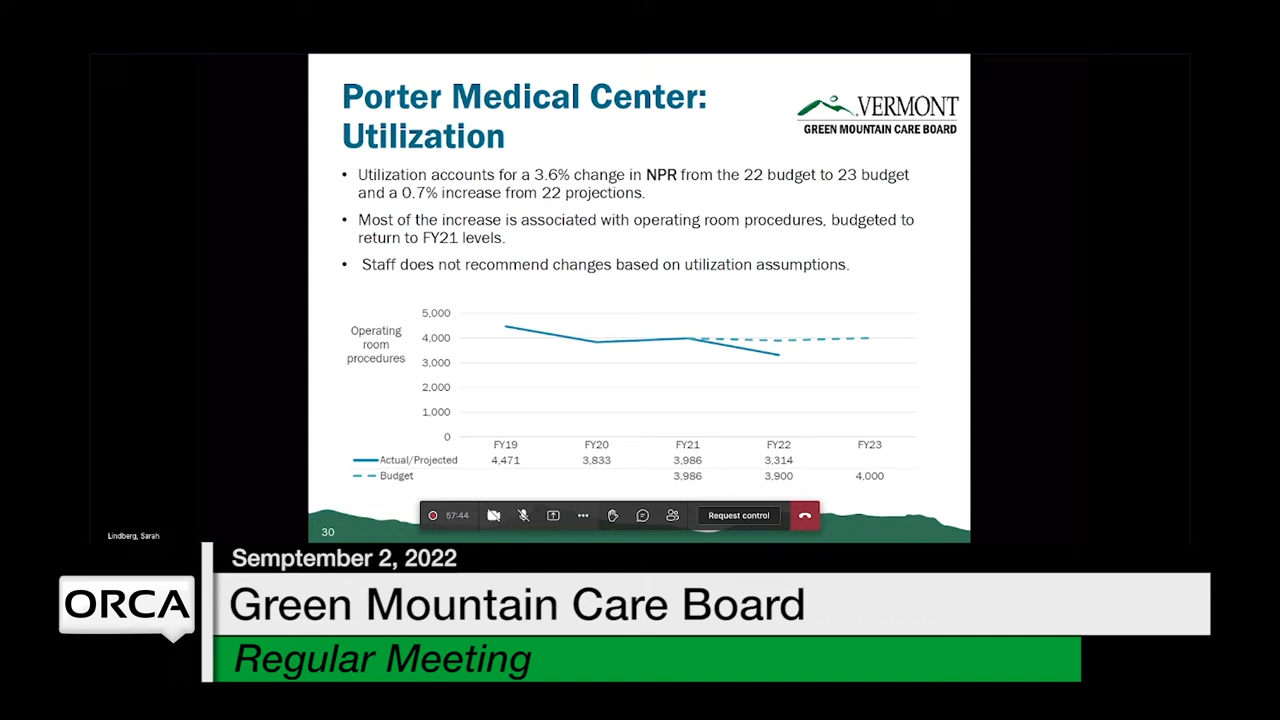 Porter Medical Center:
Utilization
VERMONT
GREEN MOUNTAIN CARE BOARD
• Utilization accounts for a 3.6% change in NPR from the 22 budget to 23 budget
and a 0.7% increase from 22 projections.
• Most of the increase is associated with operating room procedures, budgeted to
return to FY21 levels.
• Staff does not recommend changes based on utilization assumptions.
Operating
room
procedures
5,000
4,000
3,000
2,000
1,000
0
FY19 FY20 FY21 FY22 FY23
Actual/Projected 4,471 3,833 3,986 3,314
Budget 3,986 3,900 4,000
57:44 Request control
30
Lindberg, Sarah
Semptember 2, 2022
ORCA
Green Mountain Care Board
Regular Meeting